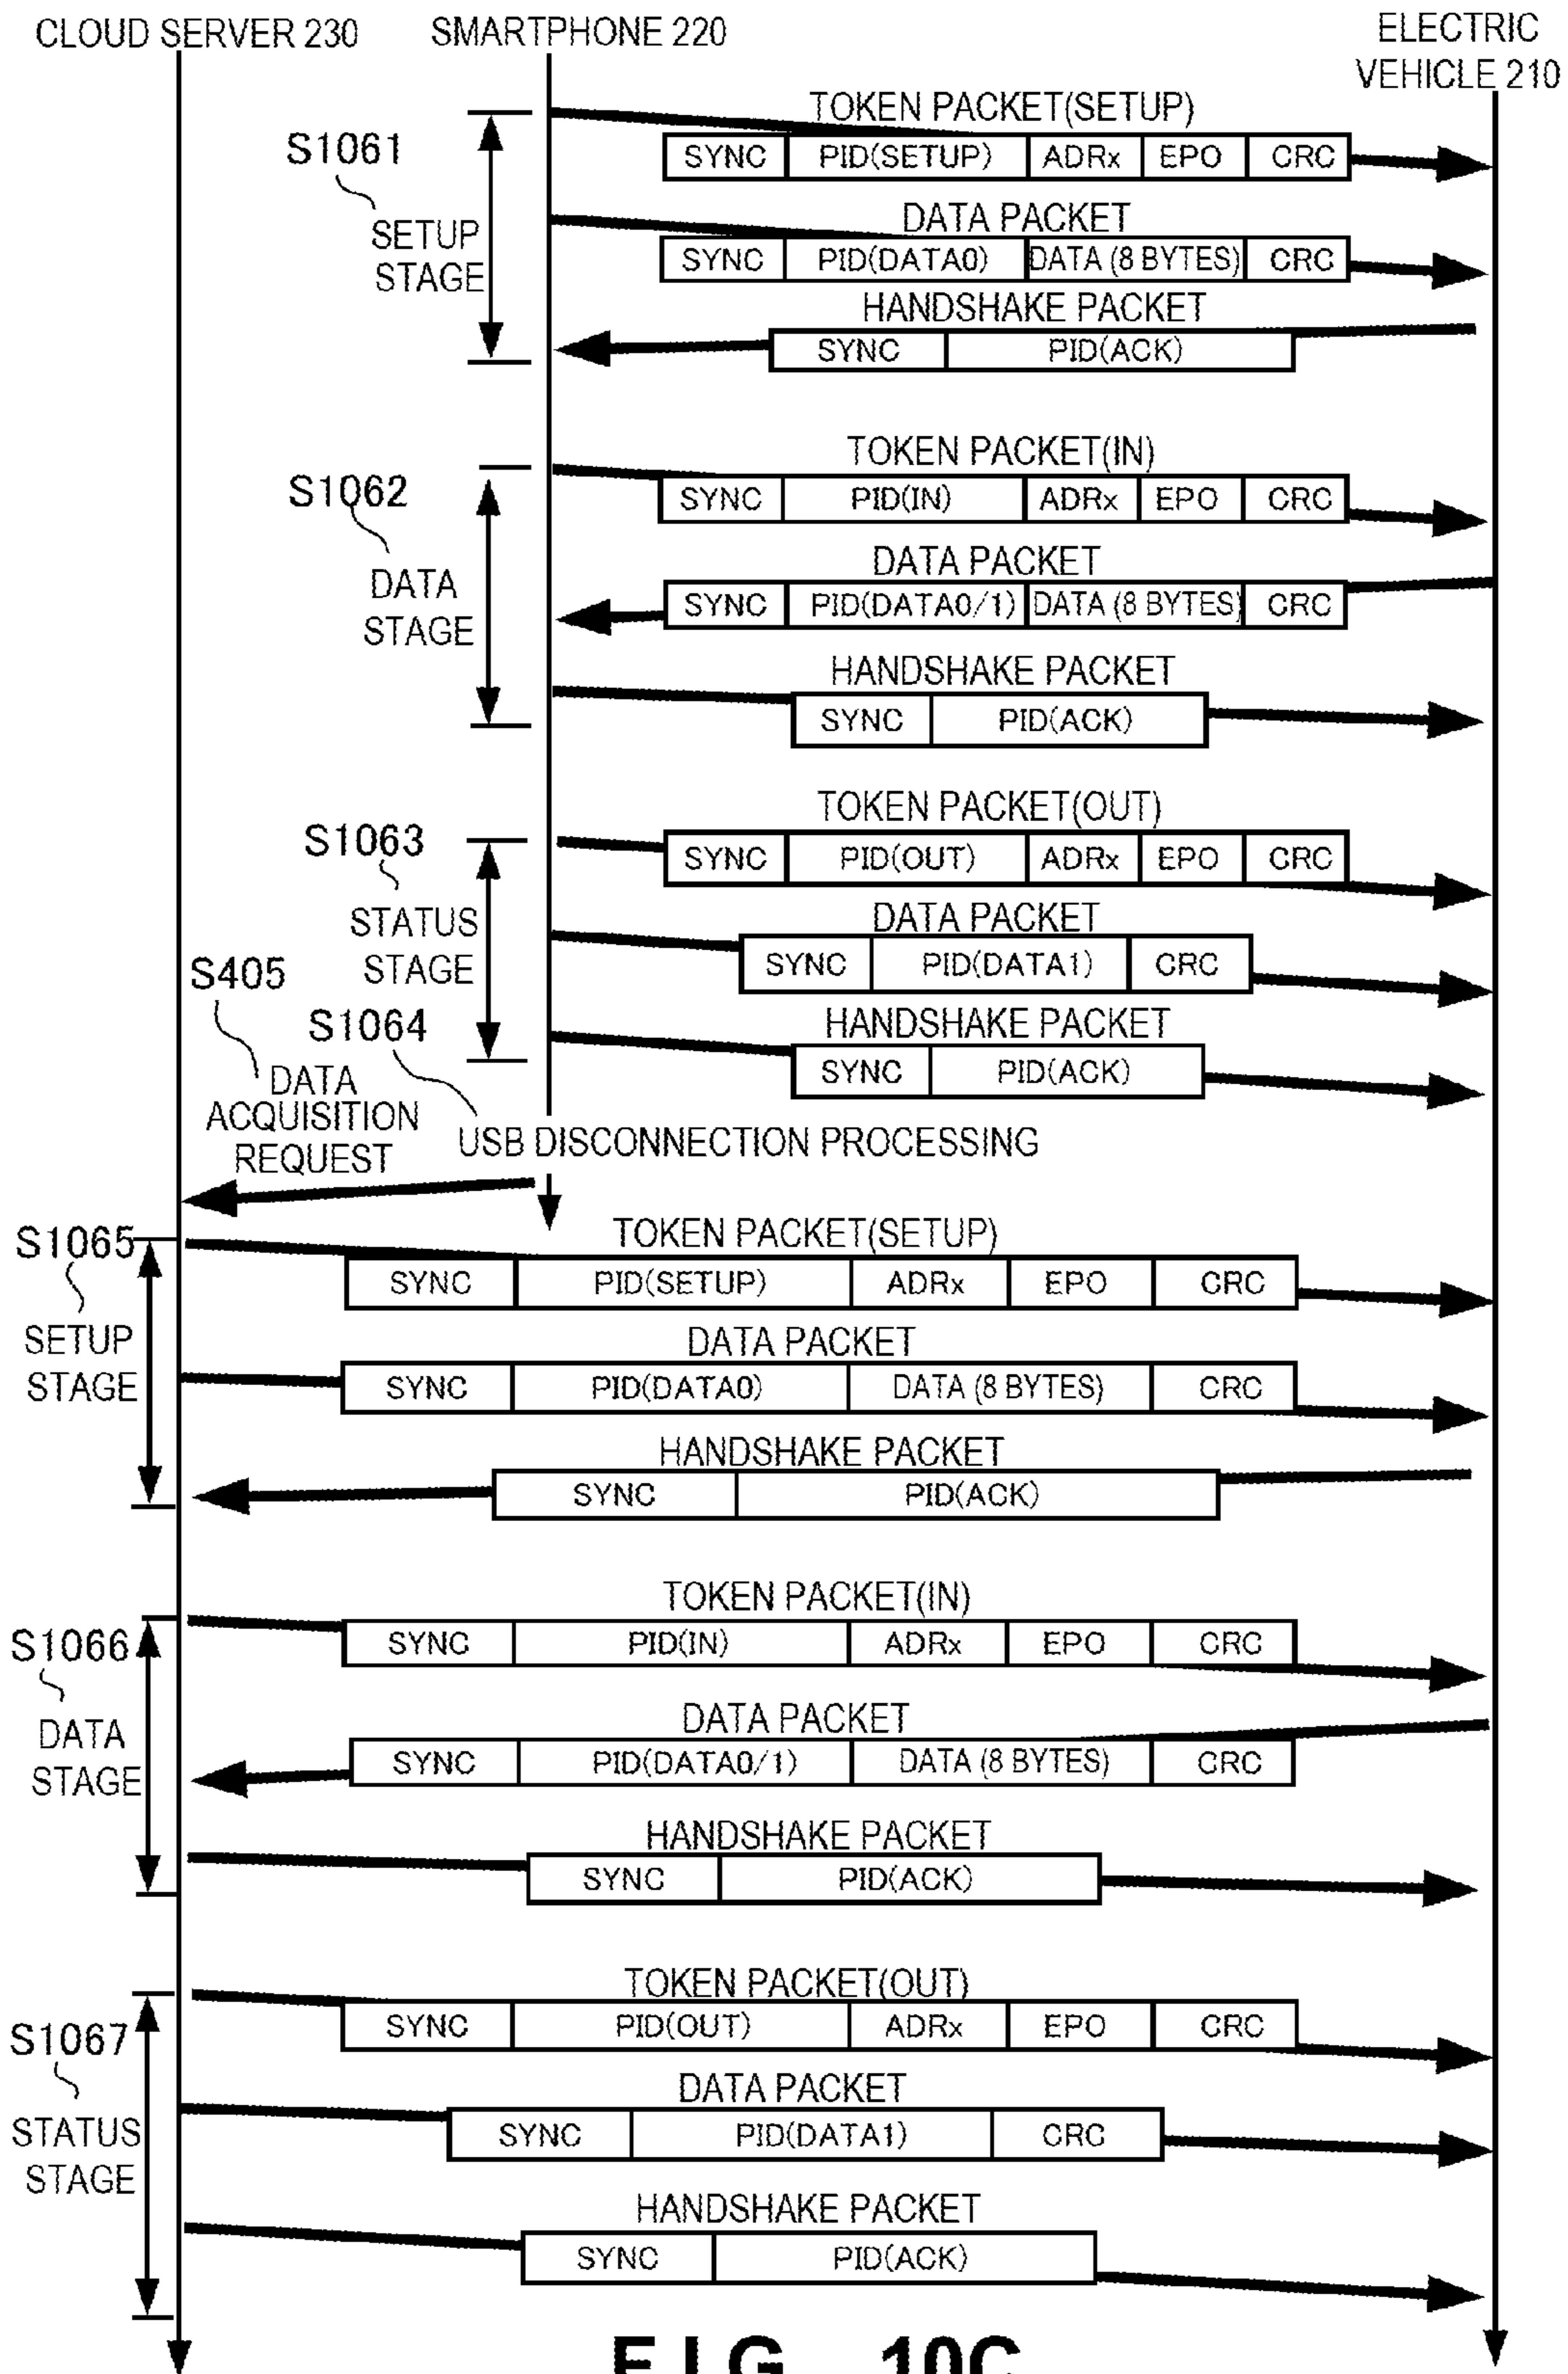 CLOUD SERVER 230
SMARTPHONE 220
ELECTRIC
VEHICLE 210
TOKEN PACKET(SETUP)
S1061
SYNC PID(SETUP) ADRx EPO CRC
SETUP
STAGE
DATA PACKET
SYNC PID(DATA0) DATA (8 BYTES) CRC
HANDSHAKE PACKET
SYNC PID(ACK)
TOKEN PACKET(IN)
S1062
SYNC PID(IN) ADRx EPO CRC
DATA
STAGE
DATA PACKET
SYNC PID(DATA0/1) DATA (8 BYTES) CRC
HANDSHAKE PACKET
SYNC PID(ACK)
TOKEN PACKET(OUT)
S1063
SYNC PID(OUT) ADRx EPO CRC
STATUS
STAGE
DATA PACKET
SYNC PID(DATA1) CRC
HANDSHAKE PACKET
SYNC PID(ACK)
S405
DATA
ACQUISITION
REQUEST
S1064
USB DISCONNECTION PROCESSING
TOKEN PACKET(SETUP)
S1065
SYNC PID(SETUP) ADRx EPO CRC
SETUP
STAGE
DATA PACKET
SYNC PID(DATA0) DATA (8 BYTES) CRC
HANDSHAKE PACKET
SYNC PID(ACK)
TOKEN PACKET(IN)
S1066
SYNC PID(IN) ADRx EPO CRC
DATA
STAGE
DATA PACKET
SYNC PID(DATA0/1) DATA (8 BYTES) CRC
HANDSHAKE PACKET
SYNC PID(ACK)
TOKEN PACKET(OUT)
S1067
SYNC PID(OUT) ADRx EPO CRC
STATUS
STAGE
DATA PACKET
SYNC PID(DATA1) CRC
HANDSHAKE PACKET
SYNC PID(ACK)
FIG. 10C